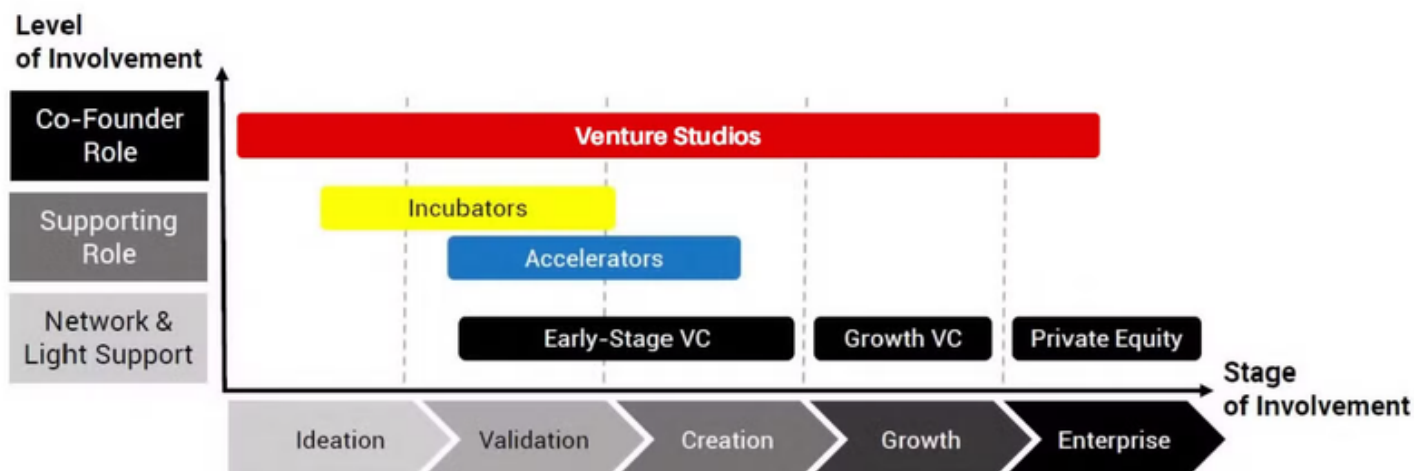 Level
of Involvement
Co-Founder
Role
Venture Studios
Supporting
Role
Incubators
Accelerators
Network &
Light Support
Early-Stage VC
Growth VC
Private Equity
Stage
of Involvement
Ideation
Validation
Creation
Growth
Enterprise